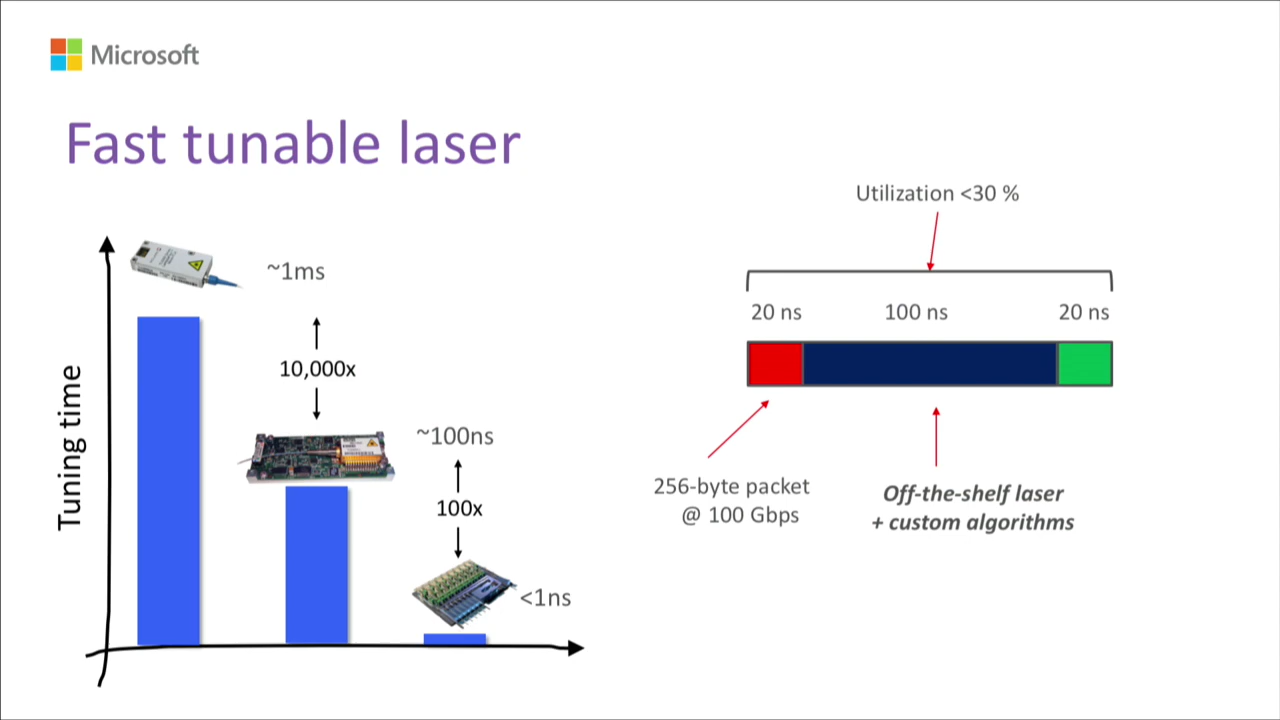 Microsoft
Fast tunable laser
Tuning time
~1ms
10,000x
~100ns
100x
<1ns
Utilization <30 %
20 ns
100 ns
20 ns
256-byte packet
@ 100 Gbps
Off-the-shelf laser
+ custom algorithms